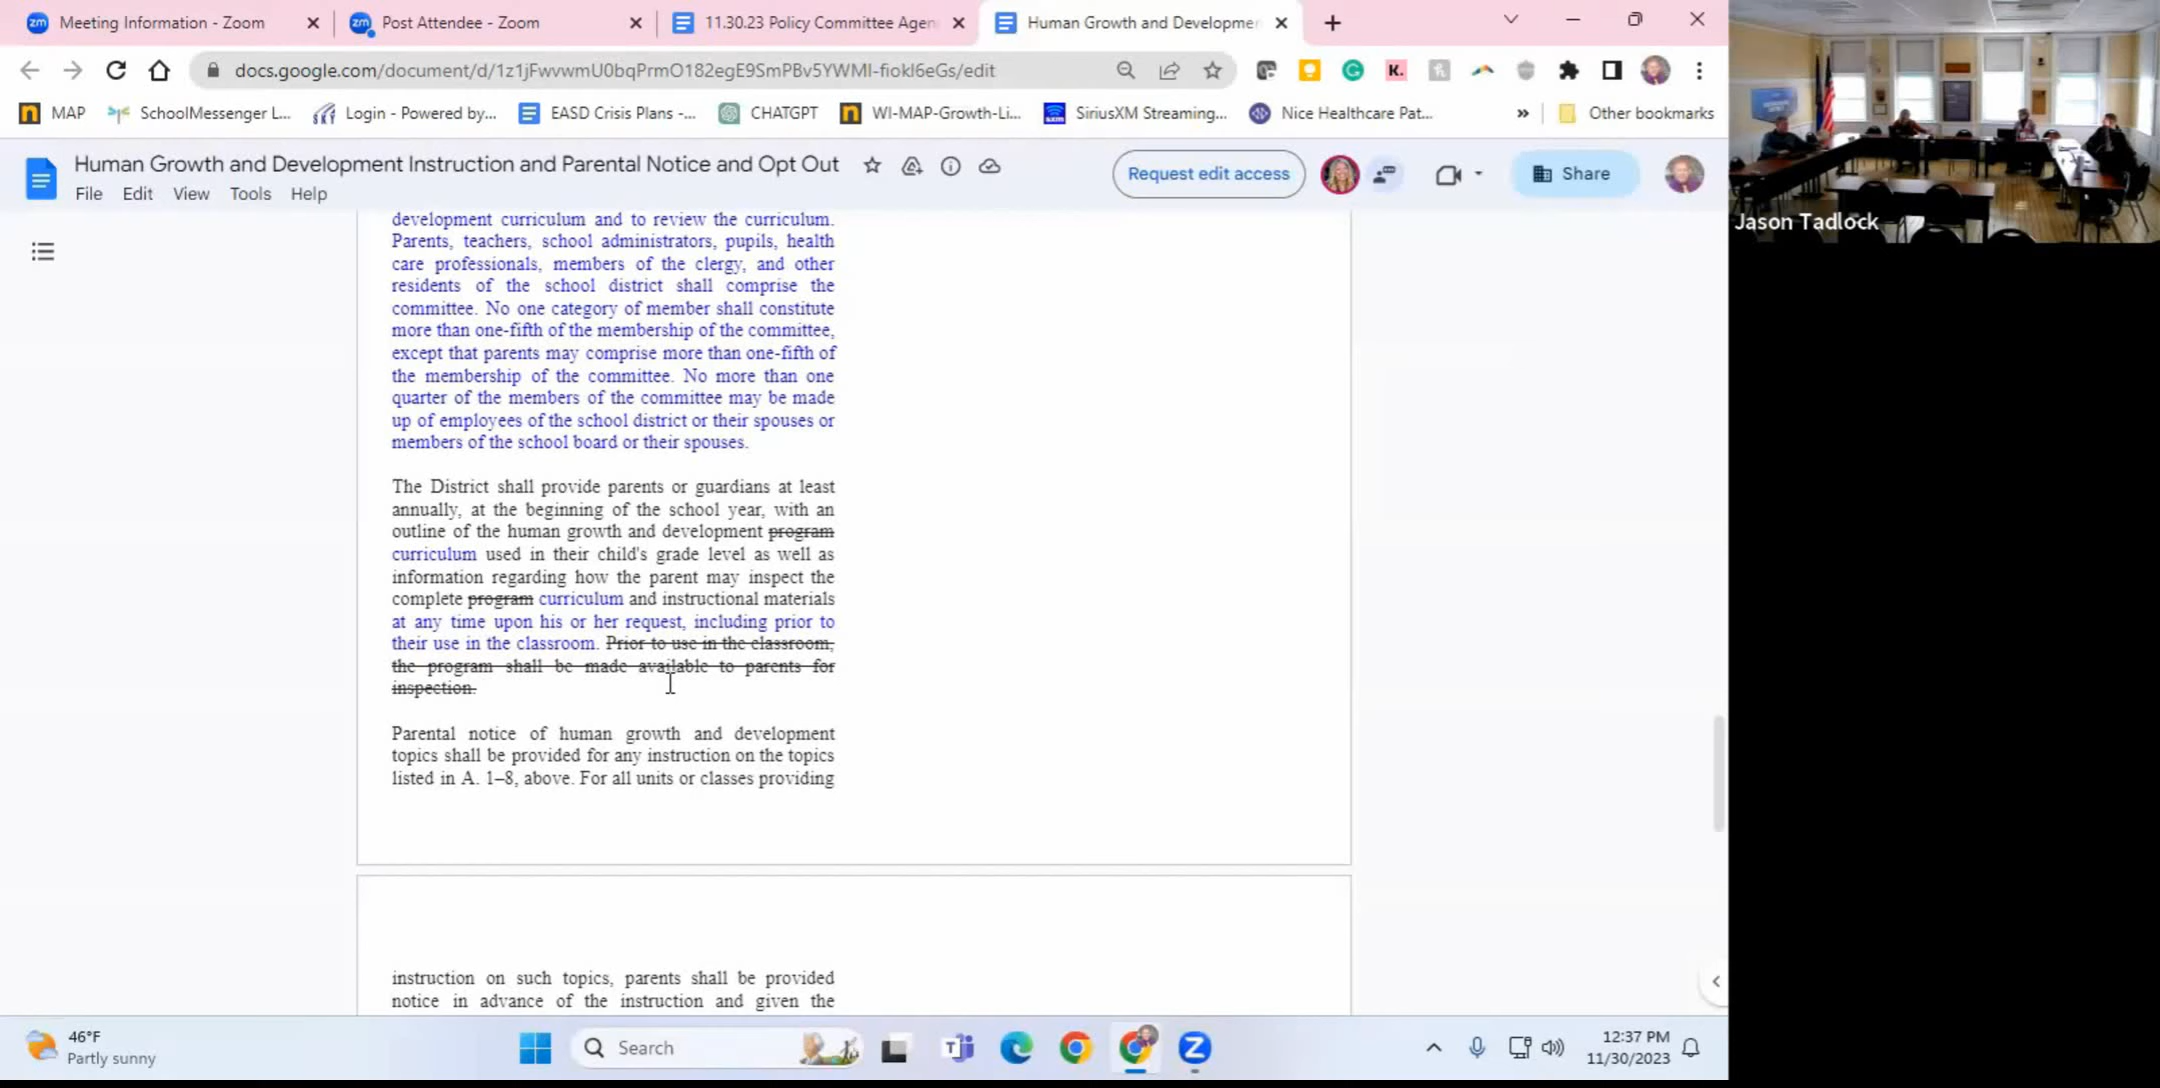 Meeting Information - Zoom
Post Attendee - Zoom
11.30.23 Policy Committee Agen
Human Growth and Developme
docs.google.com/document/d/1z1jFwvwmU0bqPrmO182egE9SmPBv5YWMI-fiokl6eGs/edit
MAP
SchoolMessenger L...
Login - Powered by...
EASD Crisis Plans -...
CHATGPT
WI-MAP-Growth-Li...
SiriusXM Streaming...
Nice Healthcare Pat...
Other bookmarks
Human Growth and Development Instruction and Parental Notice and Opt Out
File Edit View Tools Help
Request edit access
Share
Jason Tadlock
development curriculum and to review the curriculum.
Parents, teachers, school administrators, pupils, health
care professionals, members of the clergy, and other
residents of the school district shall comprise the
committee. No one category of member shall constitute
more than one-fifth of the membership of the committee,
except that parents may comprise more than one-fifth of
the membership of the committee. No more than one
quarter of the members of the committee may be made
up of employees of the school district or their spouses or
members of the school board or their spouses.
The District shall provide parents or guardians at least
annually, at the beginning of the school year, with an
outline of the human growth and development program
curriculum used in their child's grade level as well as
information regarding how the parent may inspect the
complete program curriculum and instructional materials
at any time upon his or her request, including prior to
their use in the classroom. Prior to use in the classroom,
the program shall be made available to parents for
inspection.
Parental notice of human growth and development
topics shall be provided for any instruction on the topics
listed in A. 1–8, above. For all units or classes providing
instruction on such topics, parents shall be provided
notice in advance of the instruction and given the
46°F
Partly sunny
Search
12:37 PM
11/30/2023